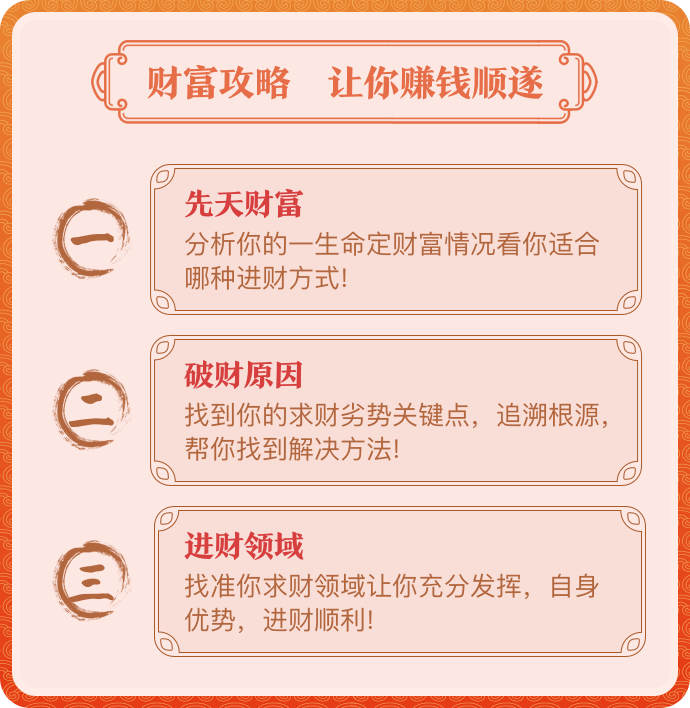 财富攻略　让你赚钱顺遂
一
先天财富
分析你的一生命定财富情况看你适合
哪种进财方式!
二
破财原因
找到你的求财劣势关键点，追溯根源，
帮你找到解决方法!
三
进财领域
找准你求财领域让你充分发挥，自身
优势，进财顺利!